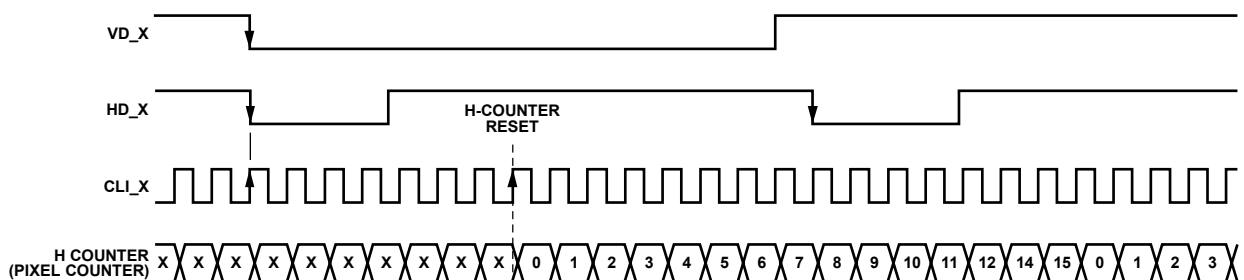 VD_X
HD_X
H-COUNTER
RESET
CLI_X
H COUNTER
(PIXEL COUNTER)
X X X X X X X X X X 0 1 2 3 4 5 6 7 8 9 10 11 12 14 15 0 1 2 3